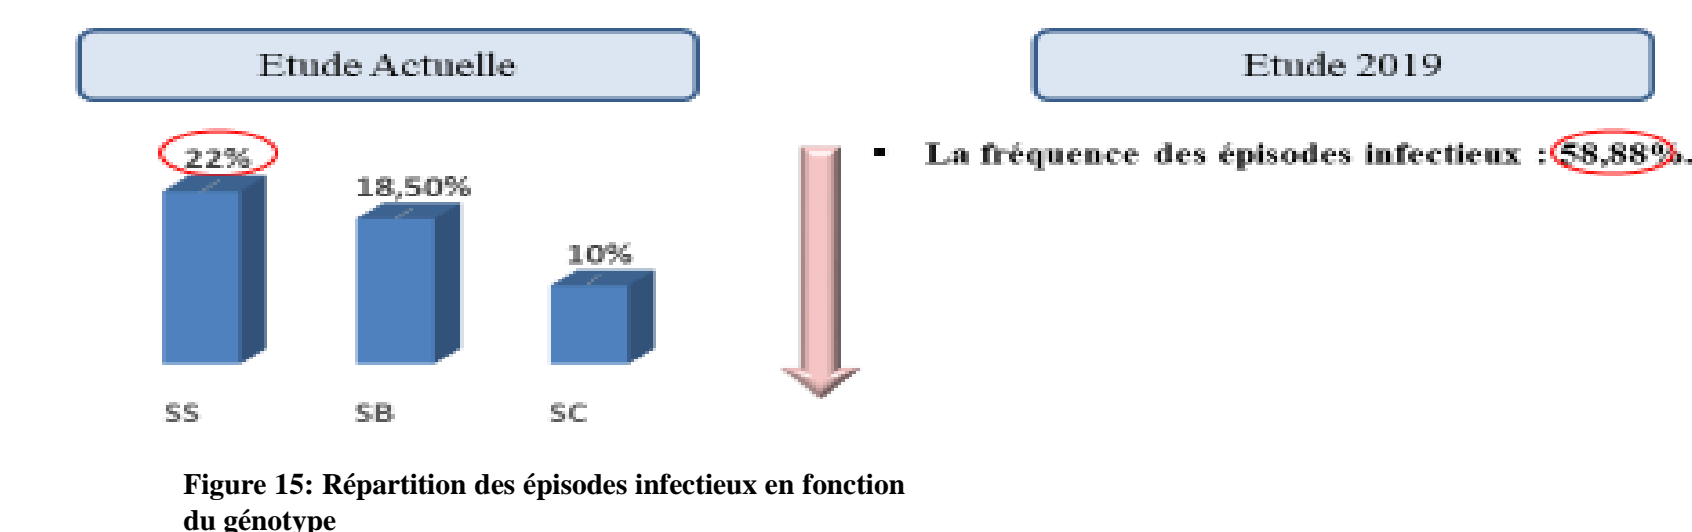 Etude Actuelle
Etude 2019
22%
18,50%
10%
SS
SB
SC
▪ La fréquence des épisodes infectieux : 58,88%.
Figure 15: Répartition des épisodes infectieux en fonction
du génotype